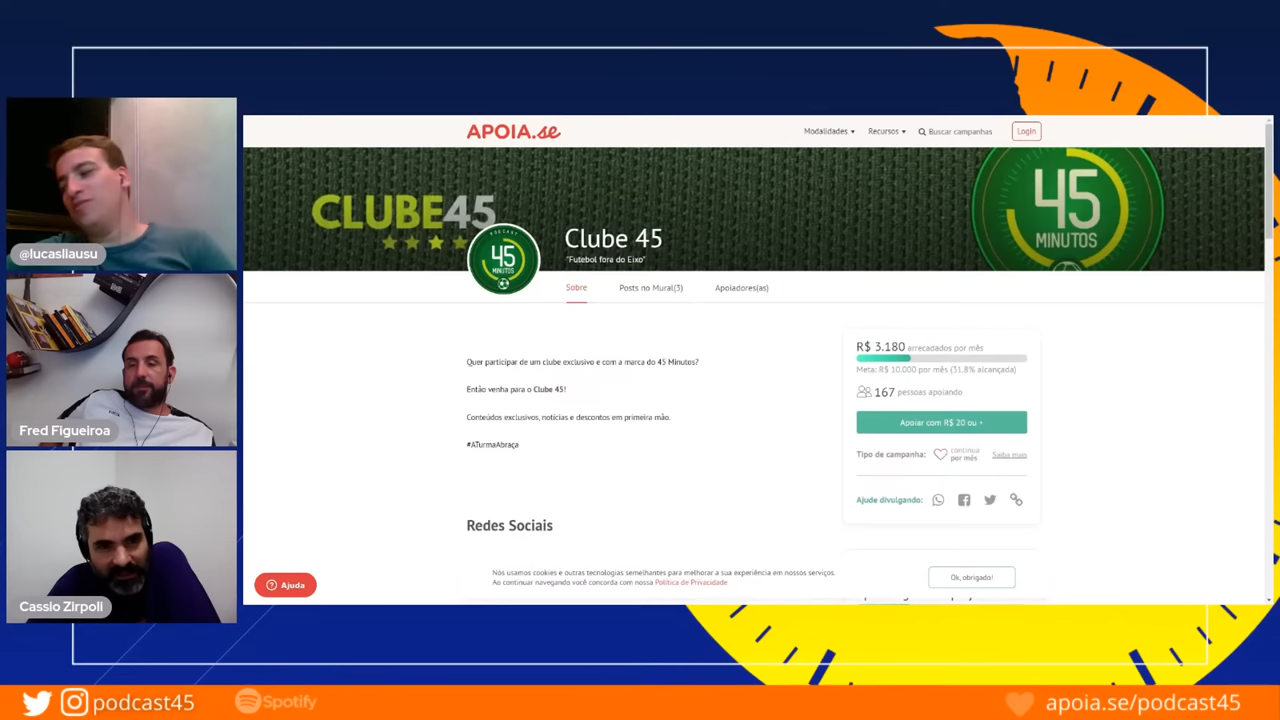 @lucasliausu
Fred Figueiroa
Cassio Zirpoli
APOIA.se
Modalidades
Recursos
Buscar campanhas
Login
CLUBE45
PODCAST
45
MINUTOS
Clube 45
"Futebol fora do Eixo"
45
MINUTOS
Sobre
Posts no Mural(3)
Apoiadores(as)
Quer participar de um clube exclusivo e com a marca do 45 Minutos?
Então venha para o Clube 45!
Conteúdos exclusivos, notícias e descontos em primeira mão.
#ATurmaAbraça
Redes Sociais
R$ 3.180 arrecadados por mês
Meta: R$ 10.000 por mês (31.8% alcançada)
167 pessoas apoiando
Apoiar com R$ 20 ou +
Tipo de campanha:
continua
por mês
Saiba mais
Ajude divulgando:
Nós usamos cookies e outras tecnologias semelhantes para melhorar a sua experiência em nossos serviços.
Ao continuar navegando você concorda com nossa Política de Privacidade
Ok, obrigado!
Ajuda
podcast45
Spotify
apoia.se/podcast45